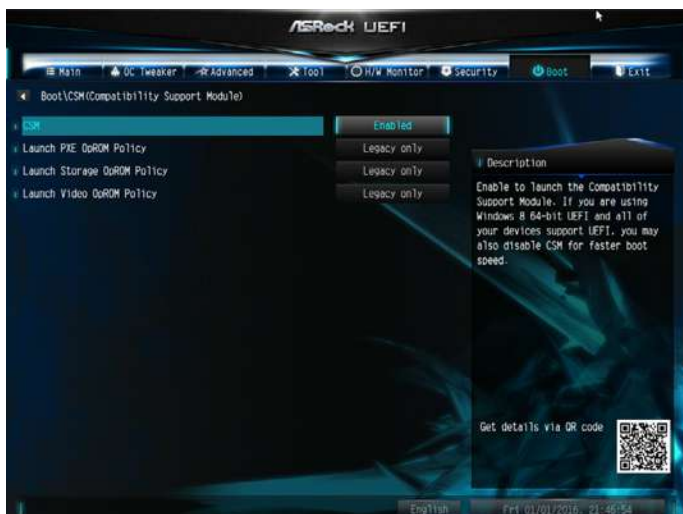 ASRock UEFI
Main OC Tweaker Advanced Tool H/W Monitor Security Boot Exit
Boot\CSM(Compatibility Support Module)
CSM Enabled
Launch PXE OpROM Policy Legacy only
Launch Storage OpROM Policy Legacy only
Launch Video OpROM Policy Legacy only
Description
Enable to launch the Compatibility
Support Module. If you are using
Windows 8 64-bit UEFI and all of
your devices support UEFI, you may
also disable CSM for faster boot
speed.
Get details via QR code
English Fri 01/01/2016, 21:46:54